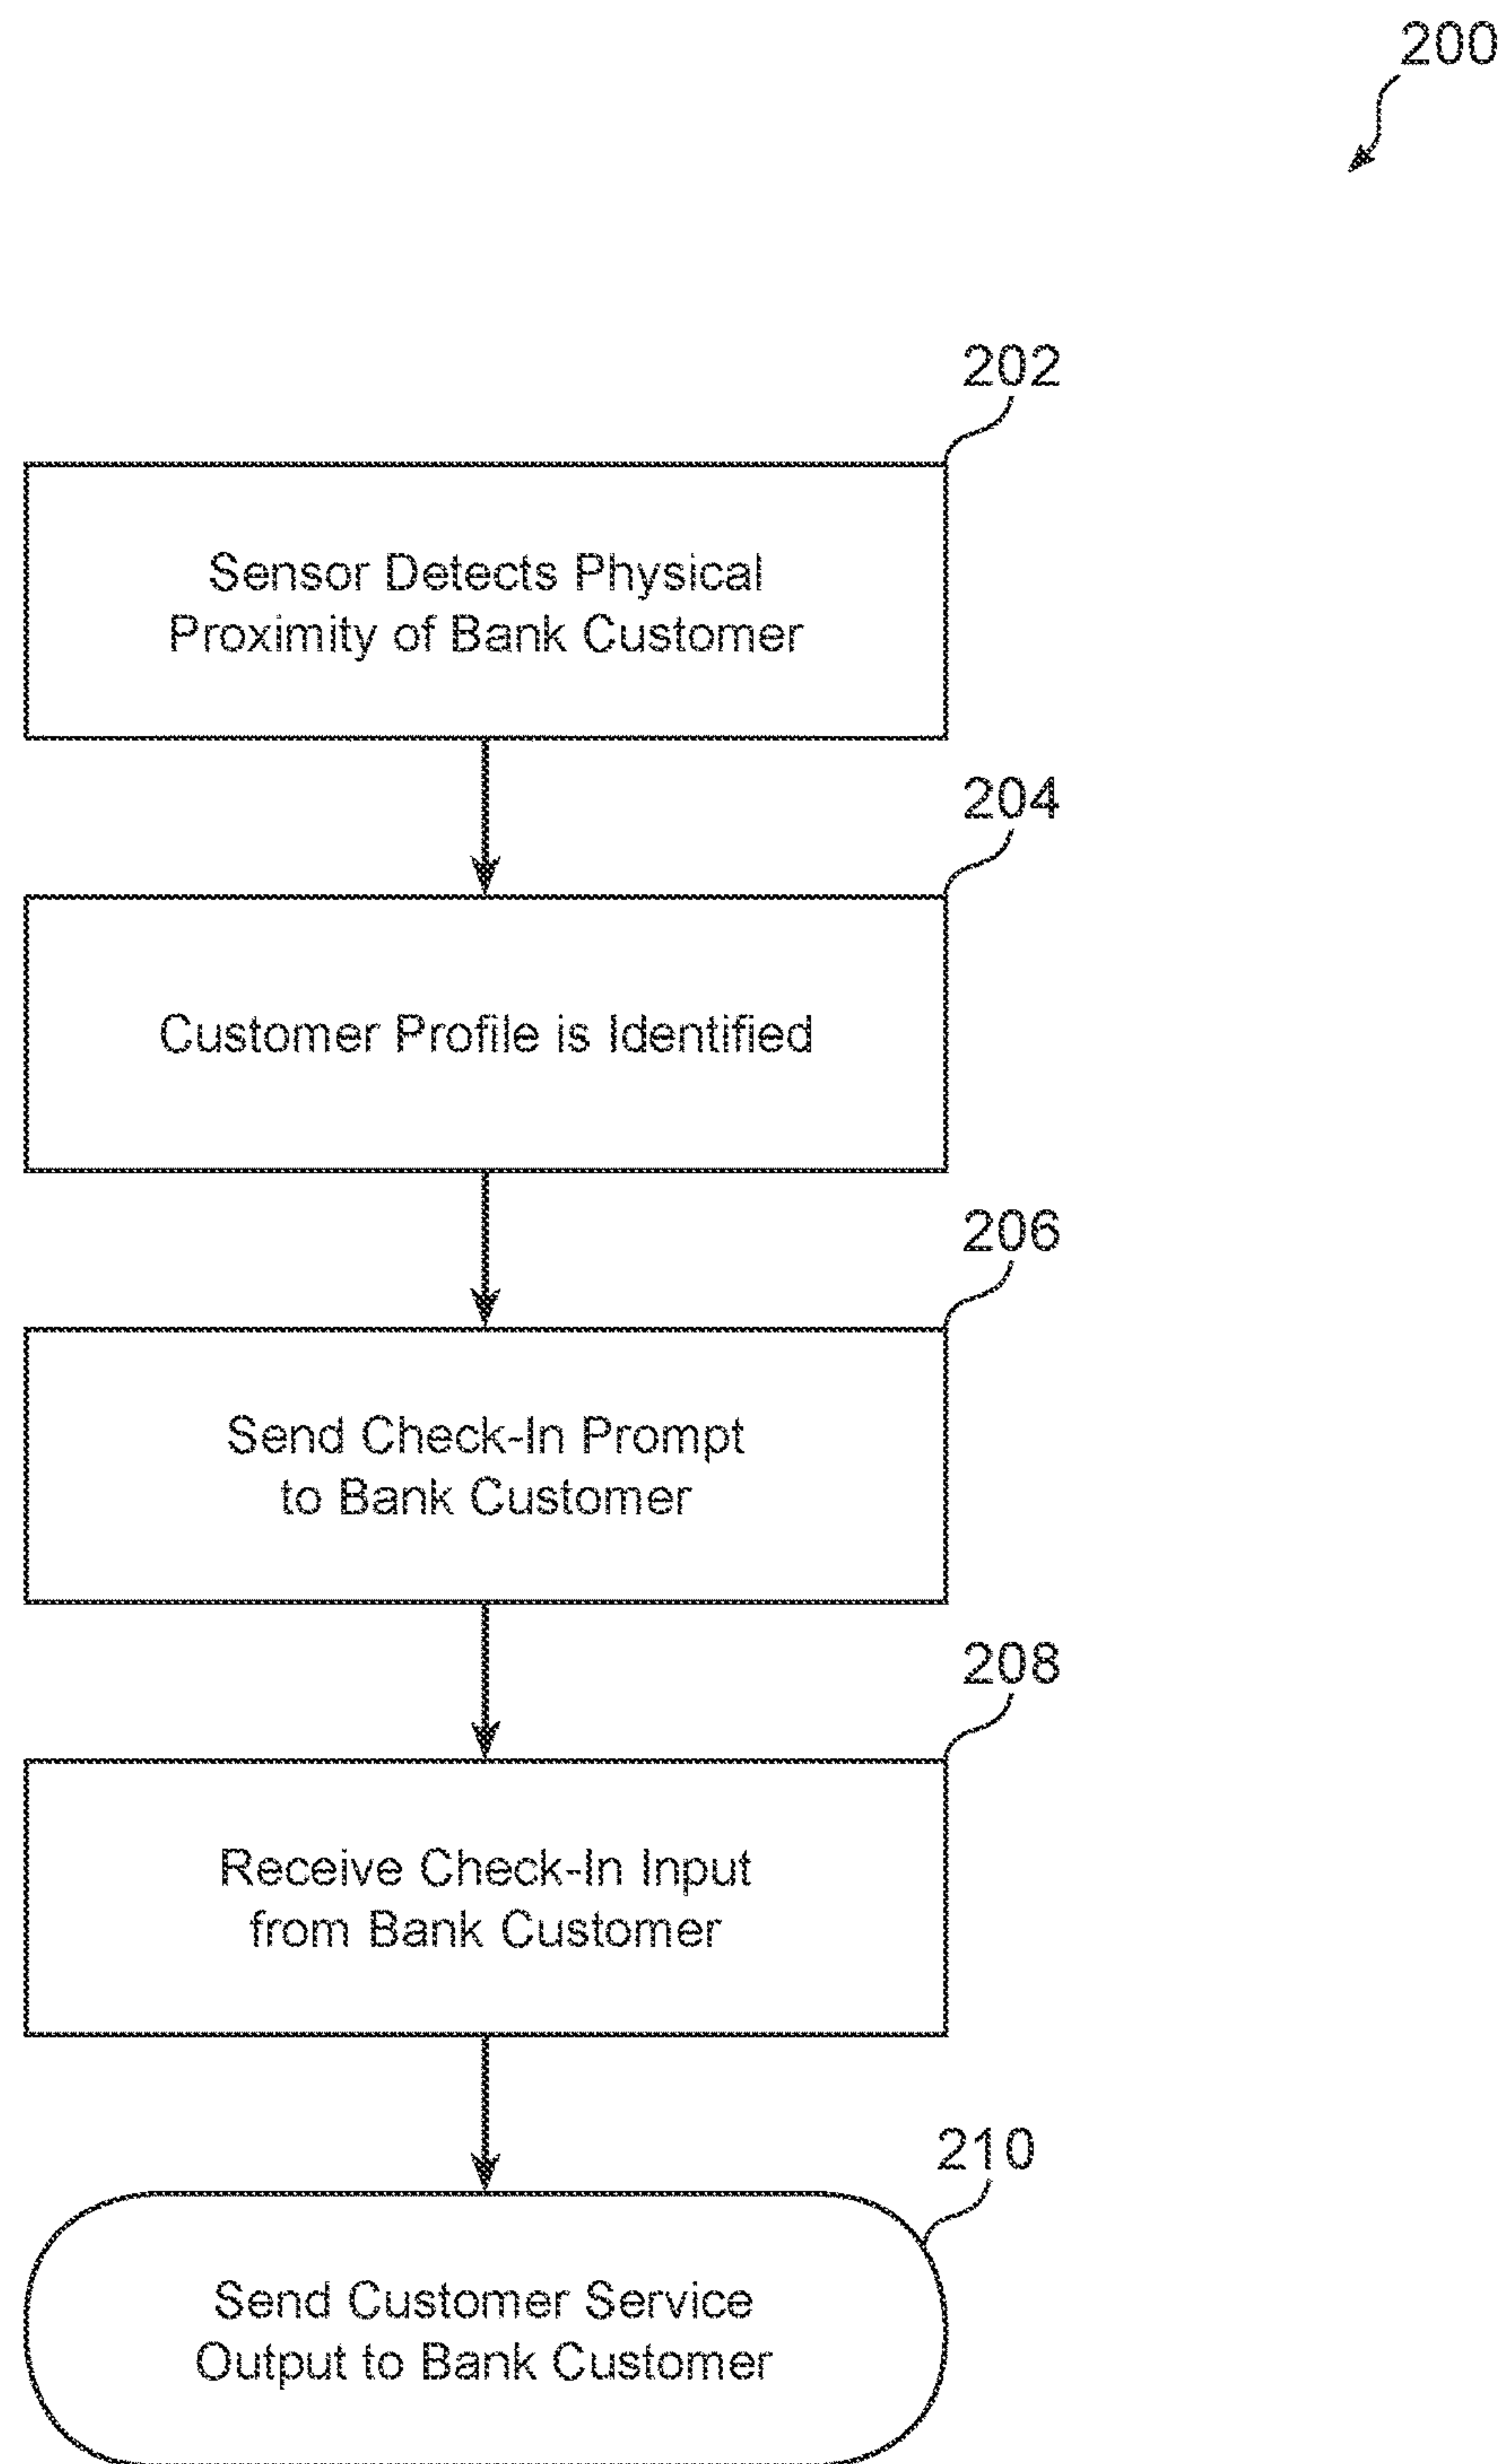 200
202
Sensor Detects Physical
Proximity of Bank Customer
204
Customer Profile is Identified
206
Send Check-In Prompt
to Bank Customer
208
Receive Check-In Input
from Bank Customer
210
Send Customer Service
Output to Bank Customer